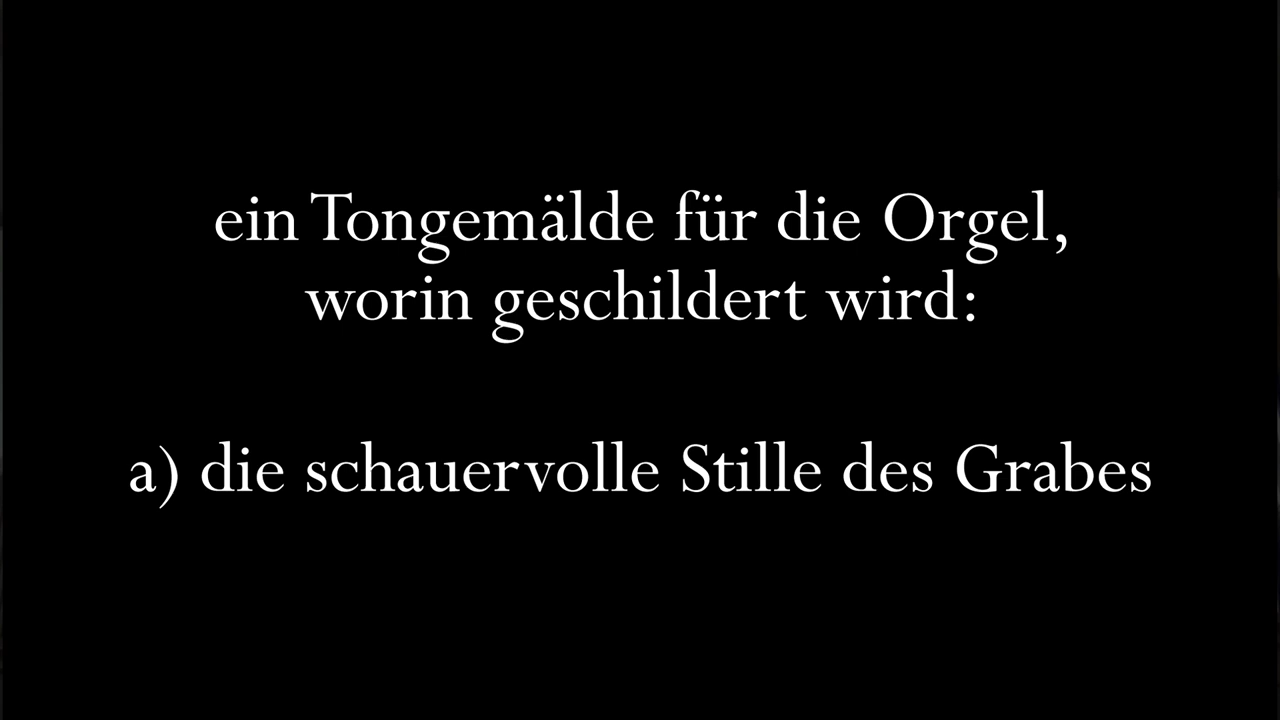 ein Tongemälde für die Orgel,
worin geschildert wird:
a) die schauervolle Stille des Grabes